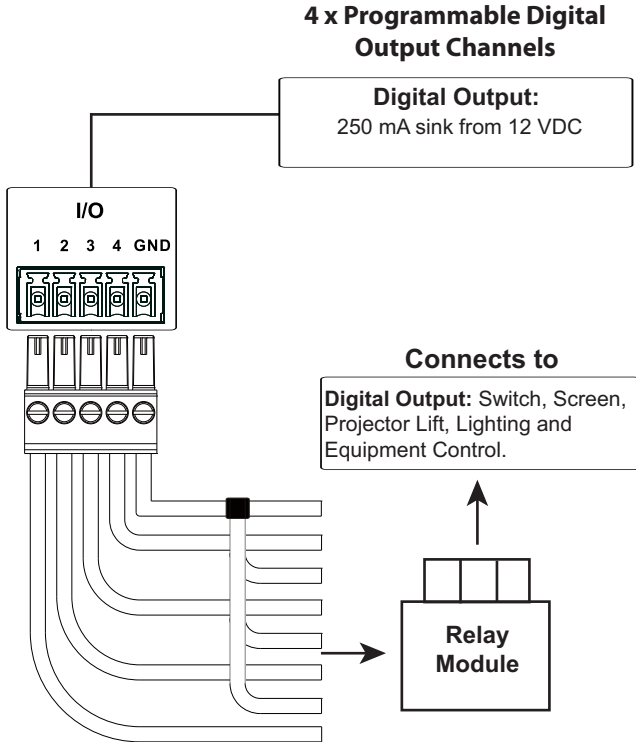 4 x Programmable Digital
Output Channels
Digital Output:
250 mA sink from 12 VDC
I/O
1 2 3 4 GND
Connects to
Digital Output: Switch, Screen,
Projector Lift, Lighting and
Equipment Control.
Relay
Module